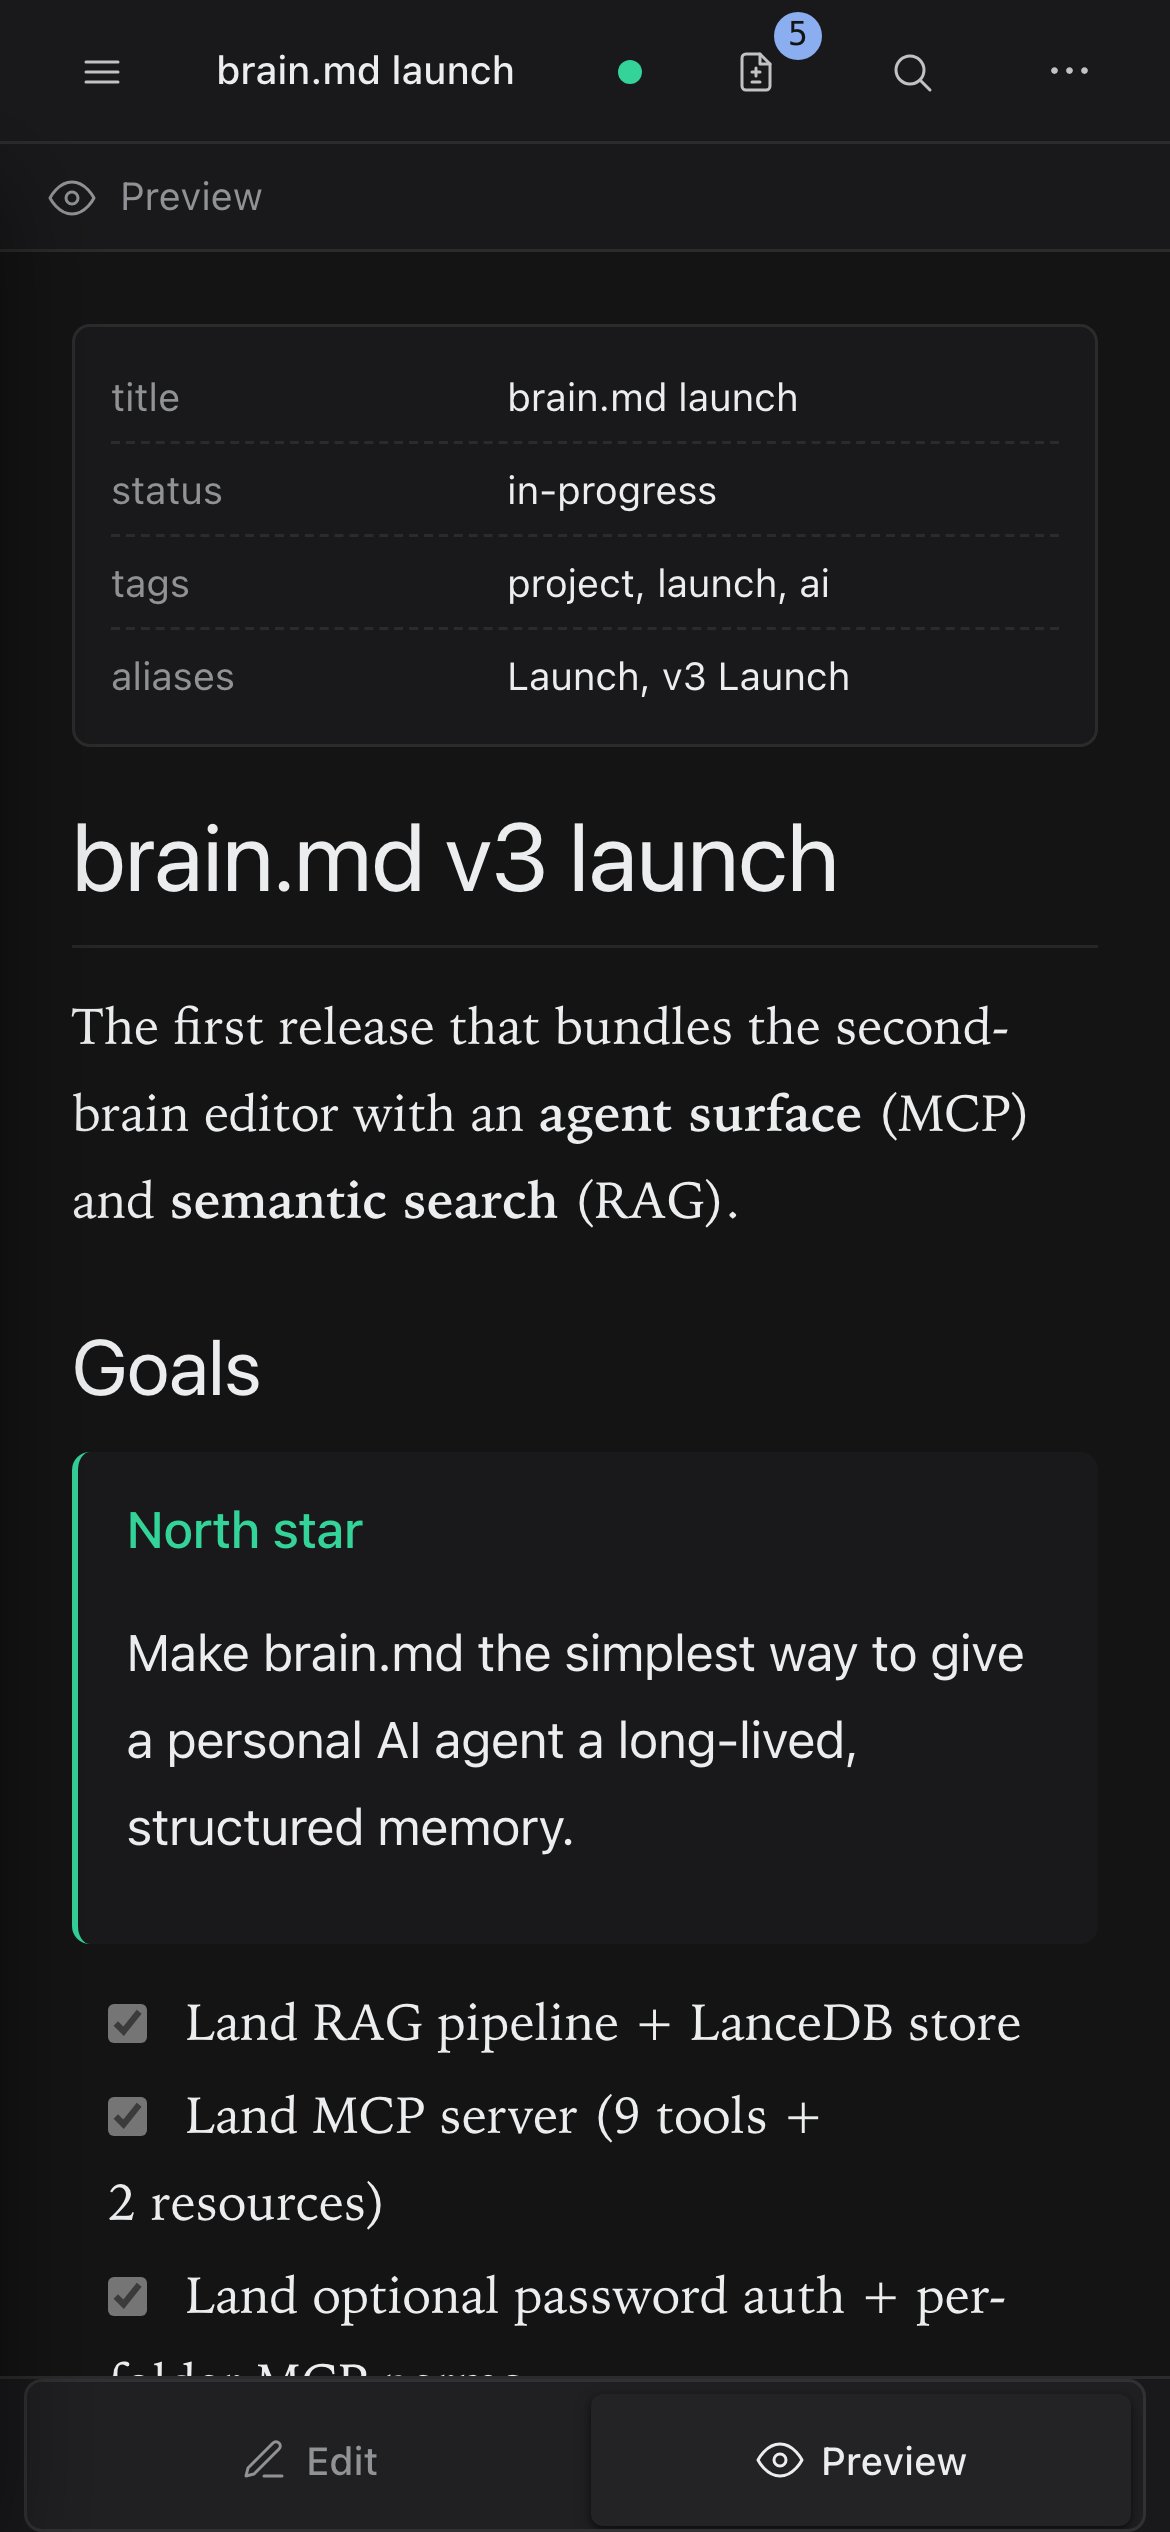 brain.md launch
5
Preview
title brain.md launch
status in-progress
tags project, launch, ai
aliases Launch, v3 Launch
brain.md v3 launch
The first release that bundles the second-
brain editor with an agent surface (MCP)
and semantic search (RAG).
Goals
North star
Make brain.md the simplest way to give
a personal AI agent a long-lived,
structured memory.
Land RAG pipeline + LanceDB store
Land MCP server (9 tools +
2 resources)
Land optional password auth + per-
folder MCP
Edit
Preview